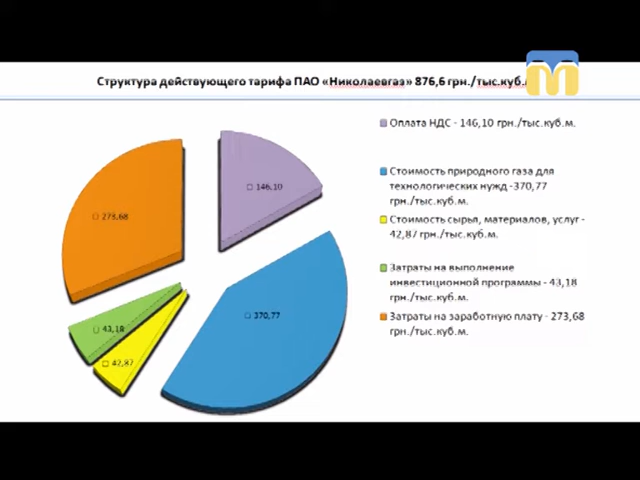 Структура действующего тарифа ПАО «Николаевгаз» 876,6 грн./тыс.куб.
Оплата НДС - 146,10 грн./тыс.куб.м.
146,10
Стоимость природного газа для
технологических нужд -370,77
грн./тыс.куб.м.
273,68
Стоимость сырья, материалов, услуг -
42,87 грн./тыс.куб.м.
Затраты на выполнение
инвестиционной программы - 43,18
грн./тыс.куб.м.
370,77
Затраты на заработную плату - 273,68
грн./тыс.куб.м.
43,18
42,87